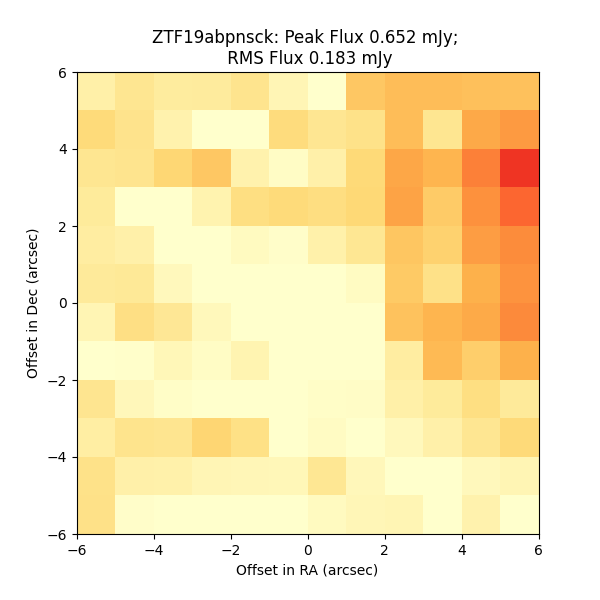 ZTF19abpnsck: Peak Flux 0.652 mJy;
RMS Flux 0.183 mJy
6
4
2
0
−2
−4
−6
Offset in Dec (arcsec)
−6 −4 −2 0 2 4 6
Offset in RA (arcsec)